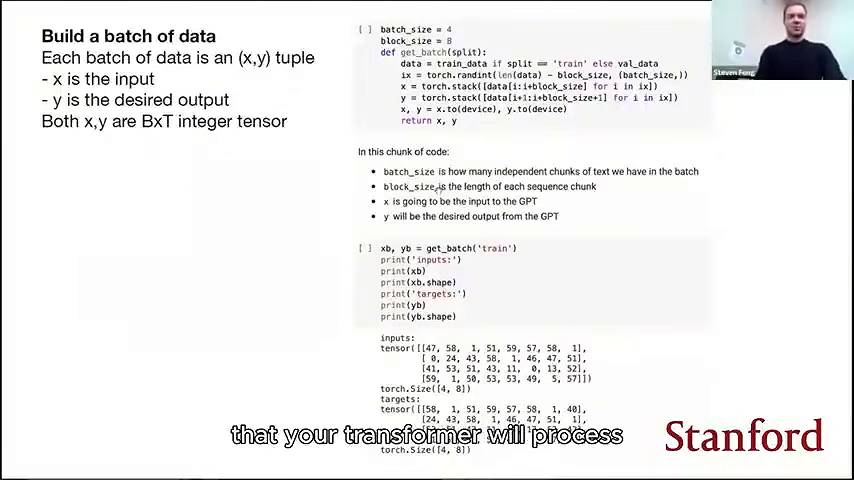 Build a batch of data
Each batch of data is an (x,y) tuple
- x is the input
- y is the desired output
Both x,y are BxT integer tensor
[ ] batch_size = 4
block_size = 8
def get_batch(split):
data = train_data if split == 'train' else val_data
ix = torch.randint(len(data) - block_size, (batch_size,))
x = torch.stack([data[i:i+block_size] for i in ix])
y = torch.stack([data[i+1:i+block_size+1] for i in ix])
x, y = x.to(device), y.to(device)
return x, y
In this chunk of code:
• batch_size is how many independent chunks of text we have in the batch
• block_size is the length of each sequence chunk
• x is going to be the input to the GPT
• y will be the desired output from the GPT
[ ] xb, yb = get_batch('train')
print('inputs:')
print(xb)
print(xb.shape)
print('targets:')
print(yb)
print(yb.shape)
inputs:
tensor([[47, 58, 1, 51, 59, 57, 58, 1],
[ 0, 24, 43, 58, 1, 46, 47, 51],
[41, 53, 51, 43, 11, 0, 13, 52],
[59, 1, 50, 53, 53, 49, 5, 57]])
torch.Size([4, 8])
targets:
tensor([[58, 1, 51, 59, 57, 58, 1, 40],
[24, 43, 58, 1, 46, 47, 51,
torch.Size([4, 8])
that your transformer will process
Stanford
Steven Feng